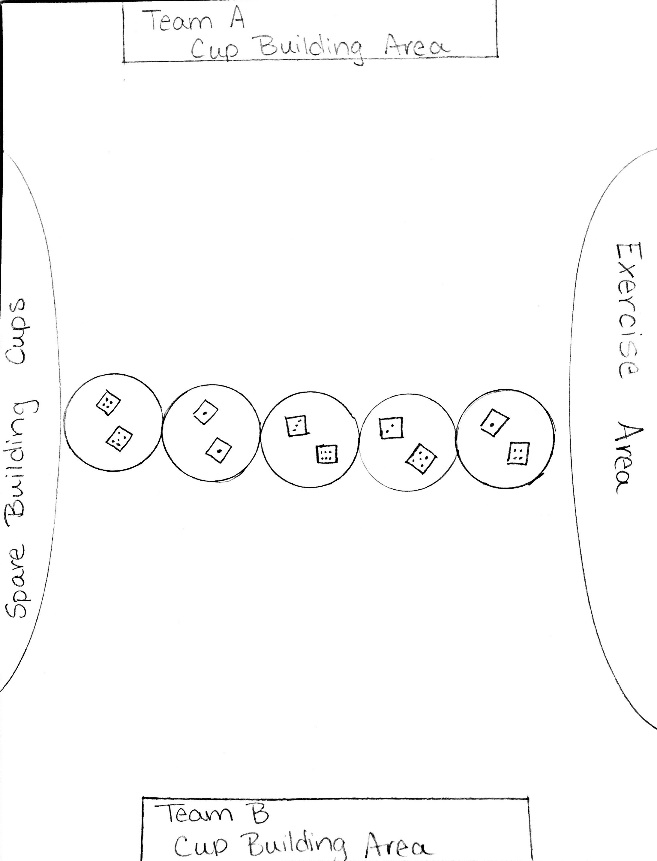 Team A
Cup Building Area
Spare Building Cups
Exercise Area
Team B
Cup Building Area